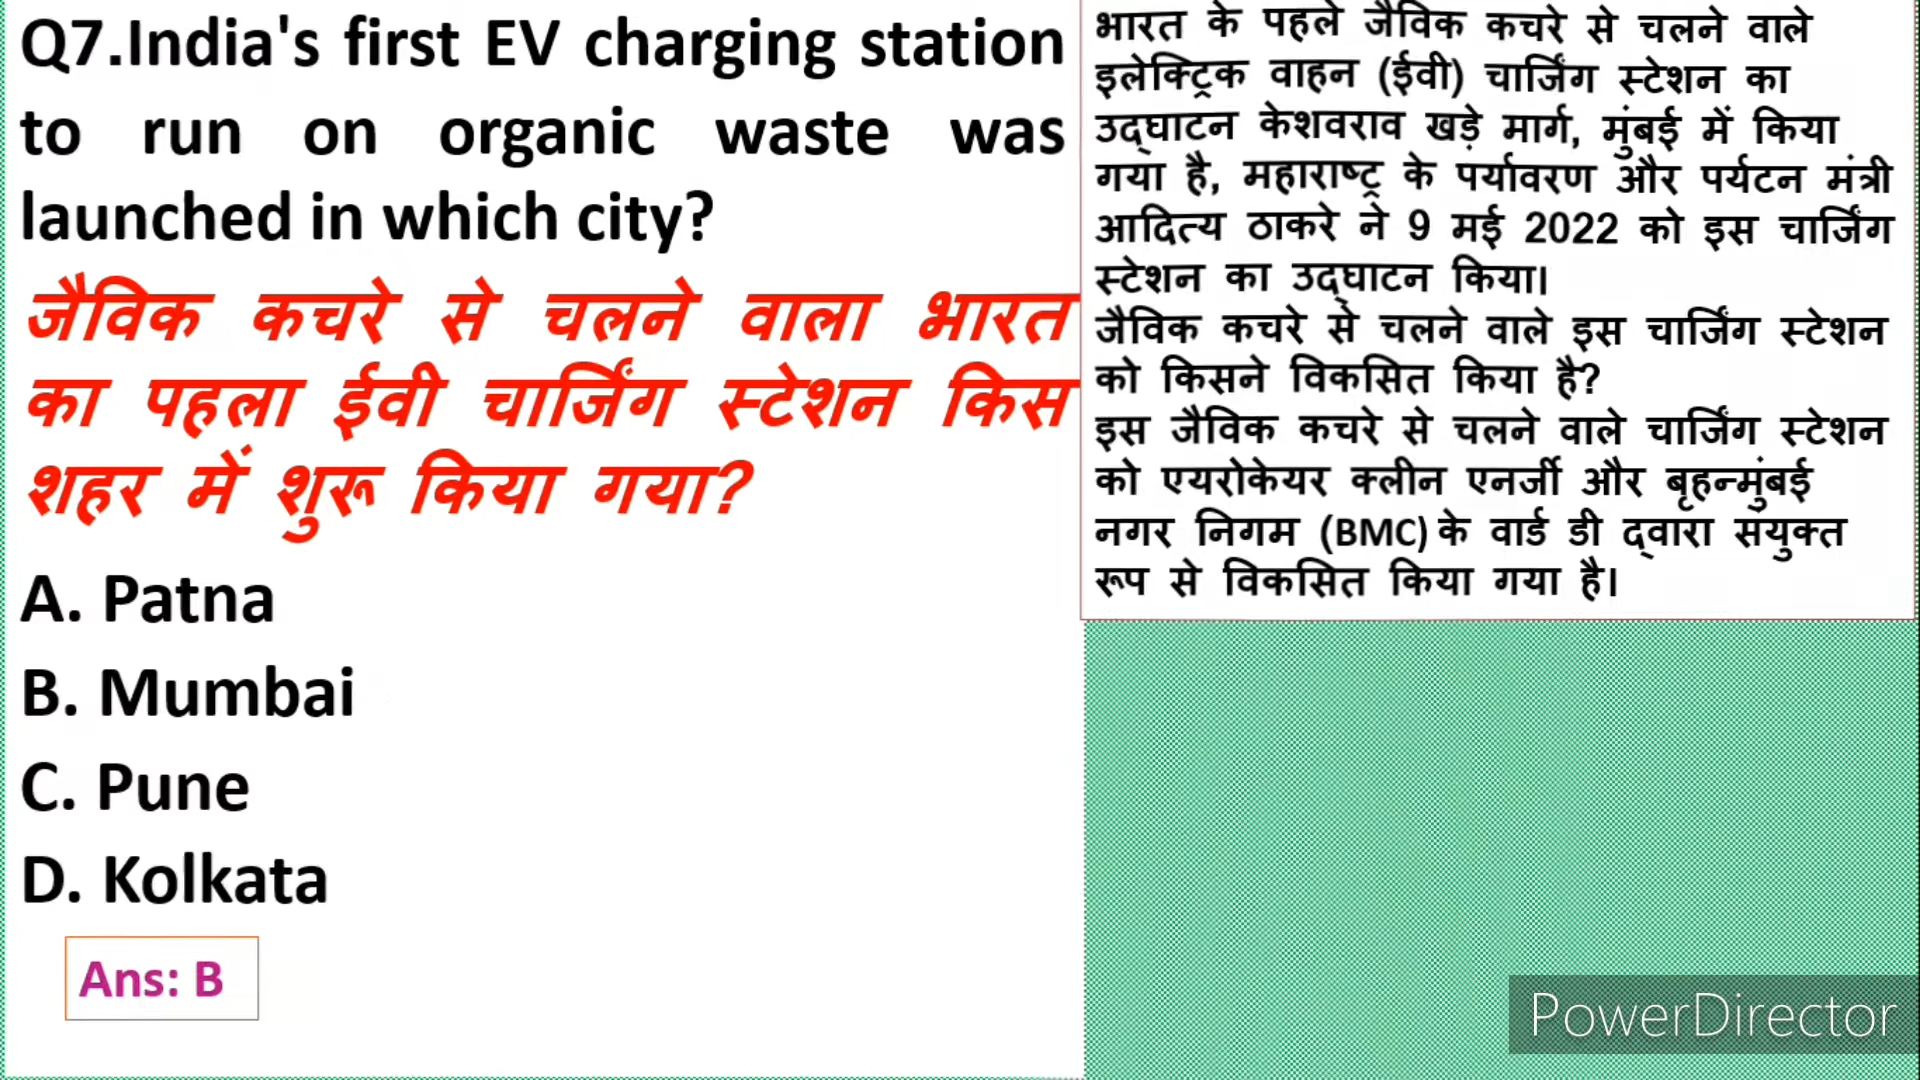 Q7.India's first EV charging station
to run on organic waste was
launched in which city?
जैविक कचरे से चलने वाला भारत
का पहला ईवी चार्जिंग स्टेशन किस
शहर में शुरू किया गया?
A. Patna
B. Mumbai
C. Pune
D. Kolkata
Ans: B
भारत के पहले जैविक कचरे से चलने वाले
इलेक्ट्रिक वाहन (ईवी) चार्जिंग स्टेशन का
उद्घाटन केशवराव खड़े मार्ग, मुंबई में किया
गया है, महाराष्ट्र के पर्यावरण और पर्यटन मंत्री
आदित्य ठाकरे ने 9 मई 2022 को इस चार्जिंग
स्टेशन का उद्घाटन किया।
जैविक कचरे से चलने वाले इस चार्जिंग स्टेशन
को किसने विकसित किया है?
इस जैविक कचरे से चलने वाले चार्जिंग स्टेशन
को एयरोकेयर क्लीन एनर्जी और बृहन्मुंबई
नगर निगम (BMC) के वार्ड डी द्वारा संयुक्त
रूप से विकसित किया गया है।
PowerDirector